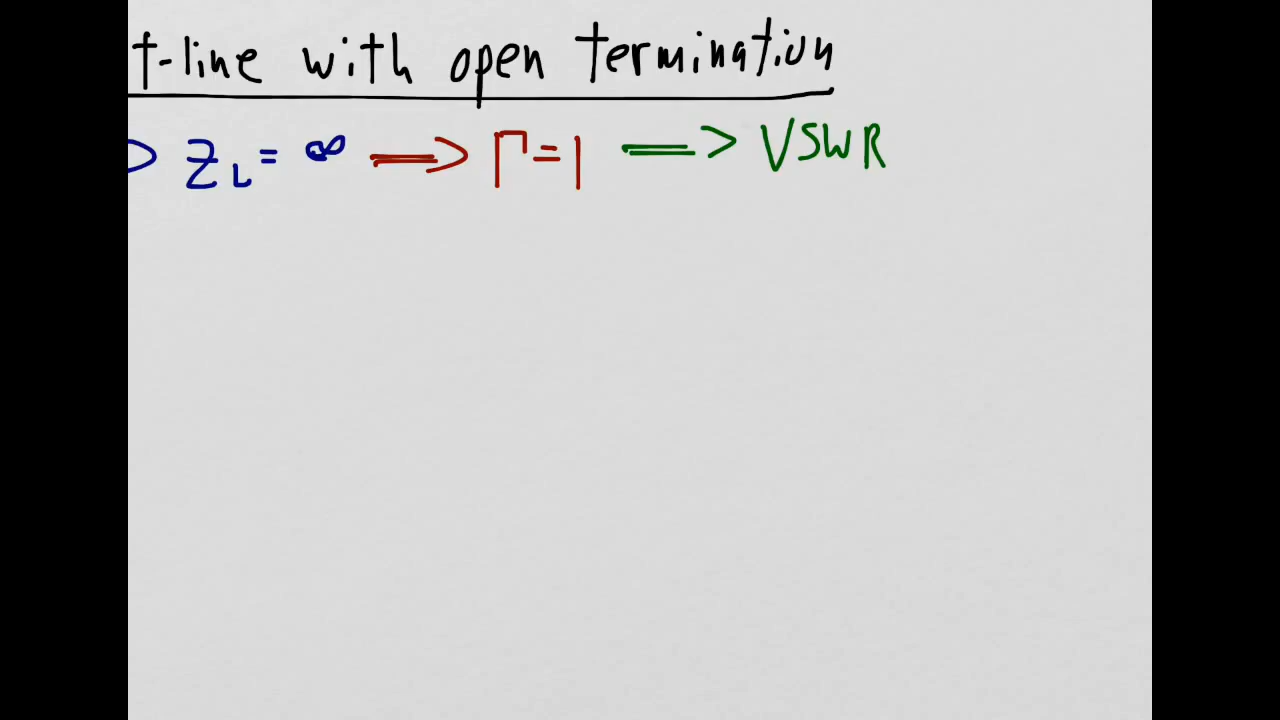 t-line with open termination
=> Z_L = ∞ => Γ = 1 => VSWR